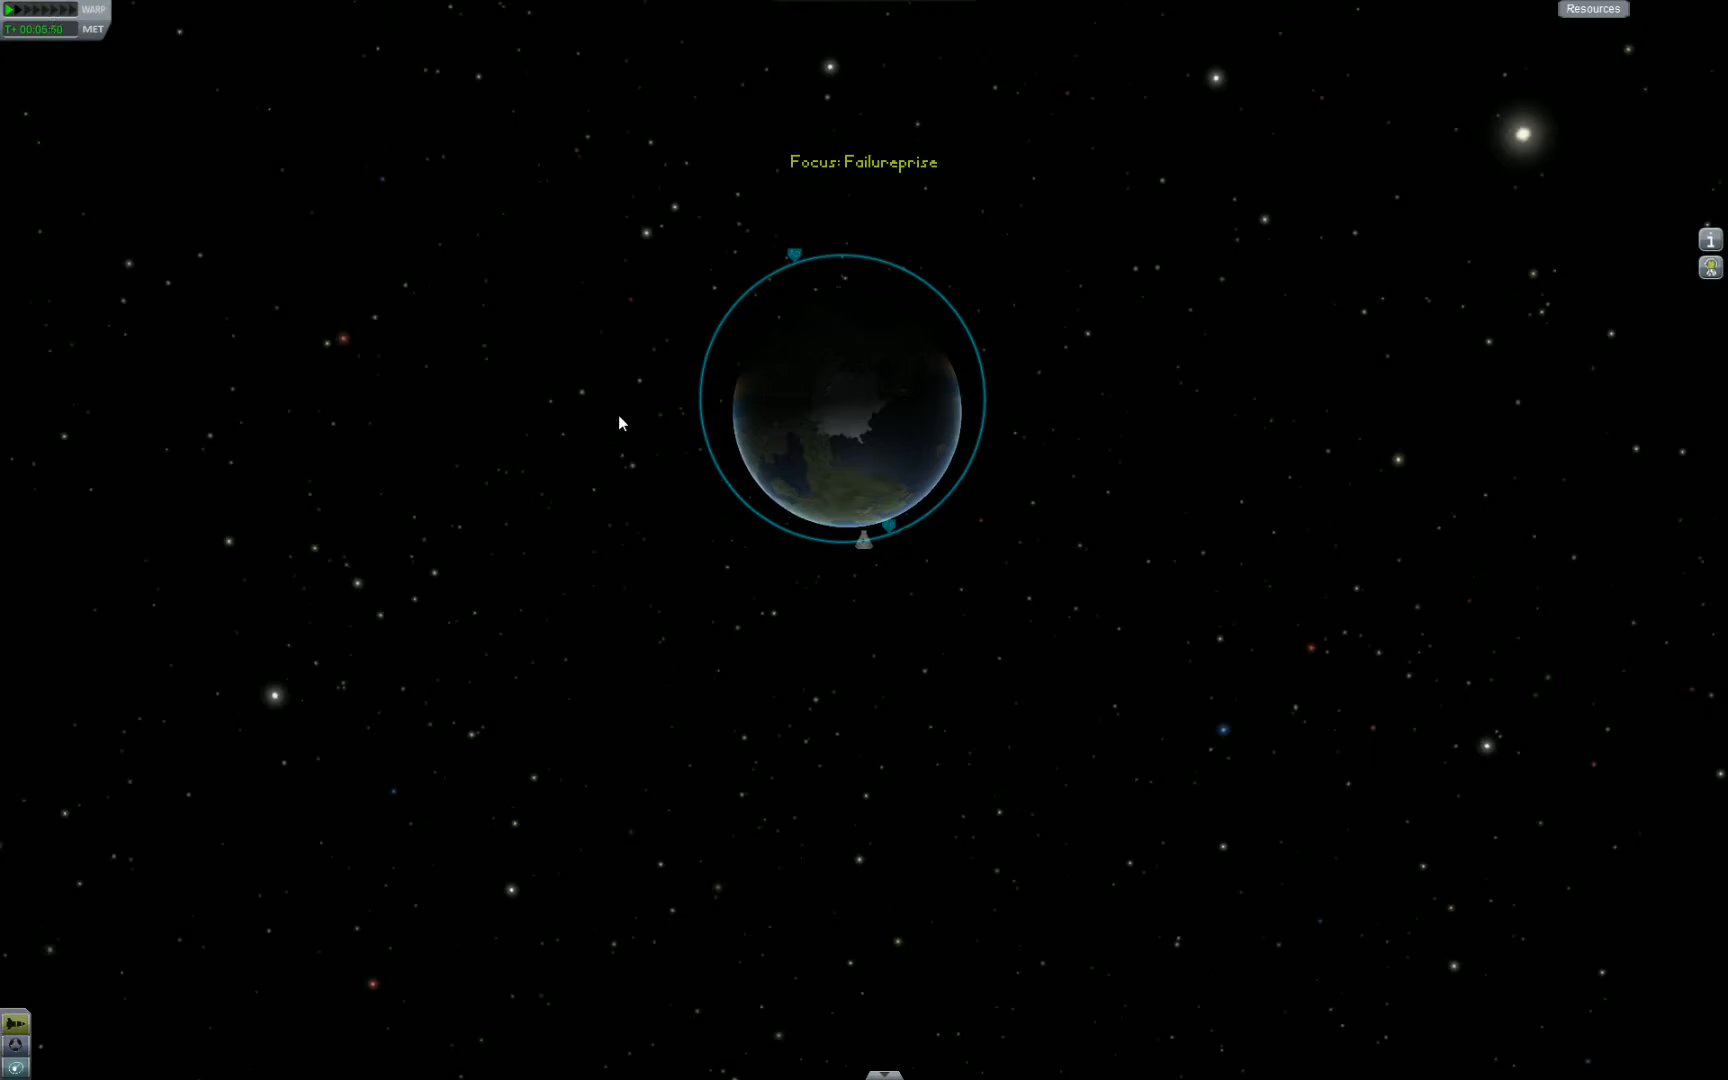 WARP
T+ 00:05:50 MET
Resources
Focus: Failureprise
i